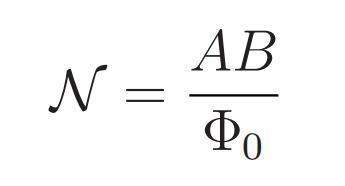 𝒩 = AB / Φ₀